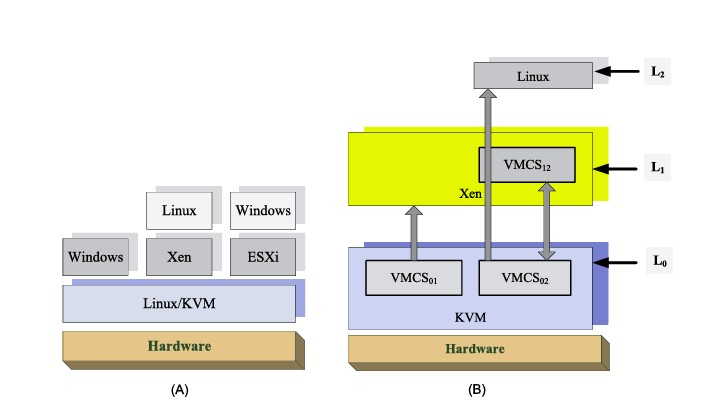 Linux
L₂
VMCS₁₂
L₁
Xen
Linux
Windows
Windows
Xen
ESXi
L₀
VMCS₀₁
VMCS₀₂
Linux/KVM
KVM
Hardware
Hardware
(A)
(B)